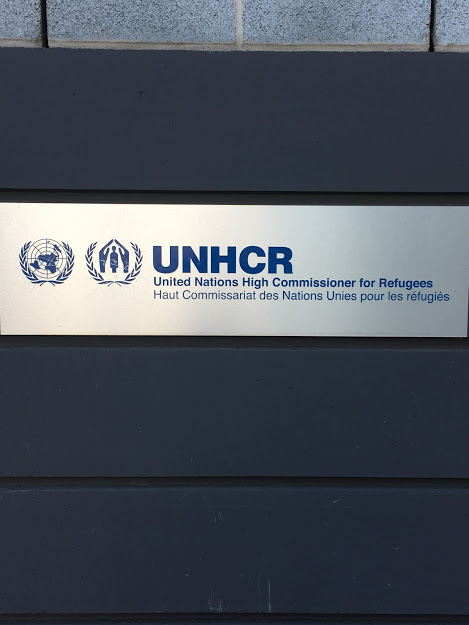 UNHCR
United Nations High Commissioner for Refugees
Haut Commissariat des Nations Unies pour les réfugiés